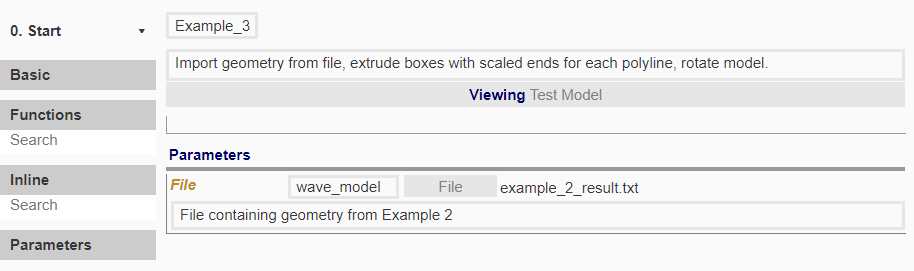 0. Start
Example_3
Import geometry from file, extrude boxes with scaled ends for each polyline, rotate model.
Basic
Viewing Test Model
Functions
Search
Parameters
Inline
File wave_model File example_2_result.txt
Search
File containing geometry from Example 2
Parameters